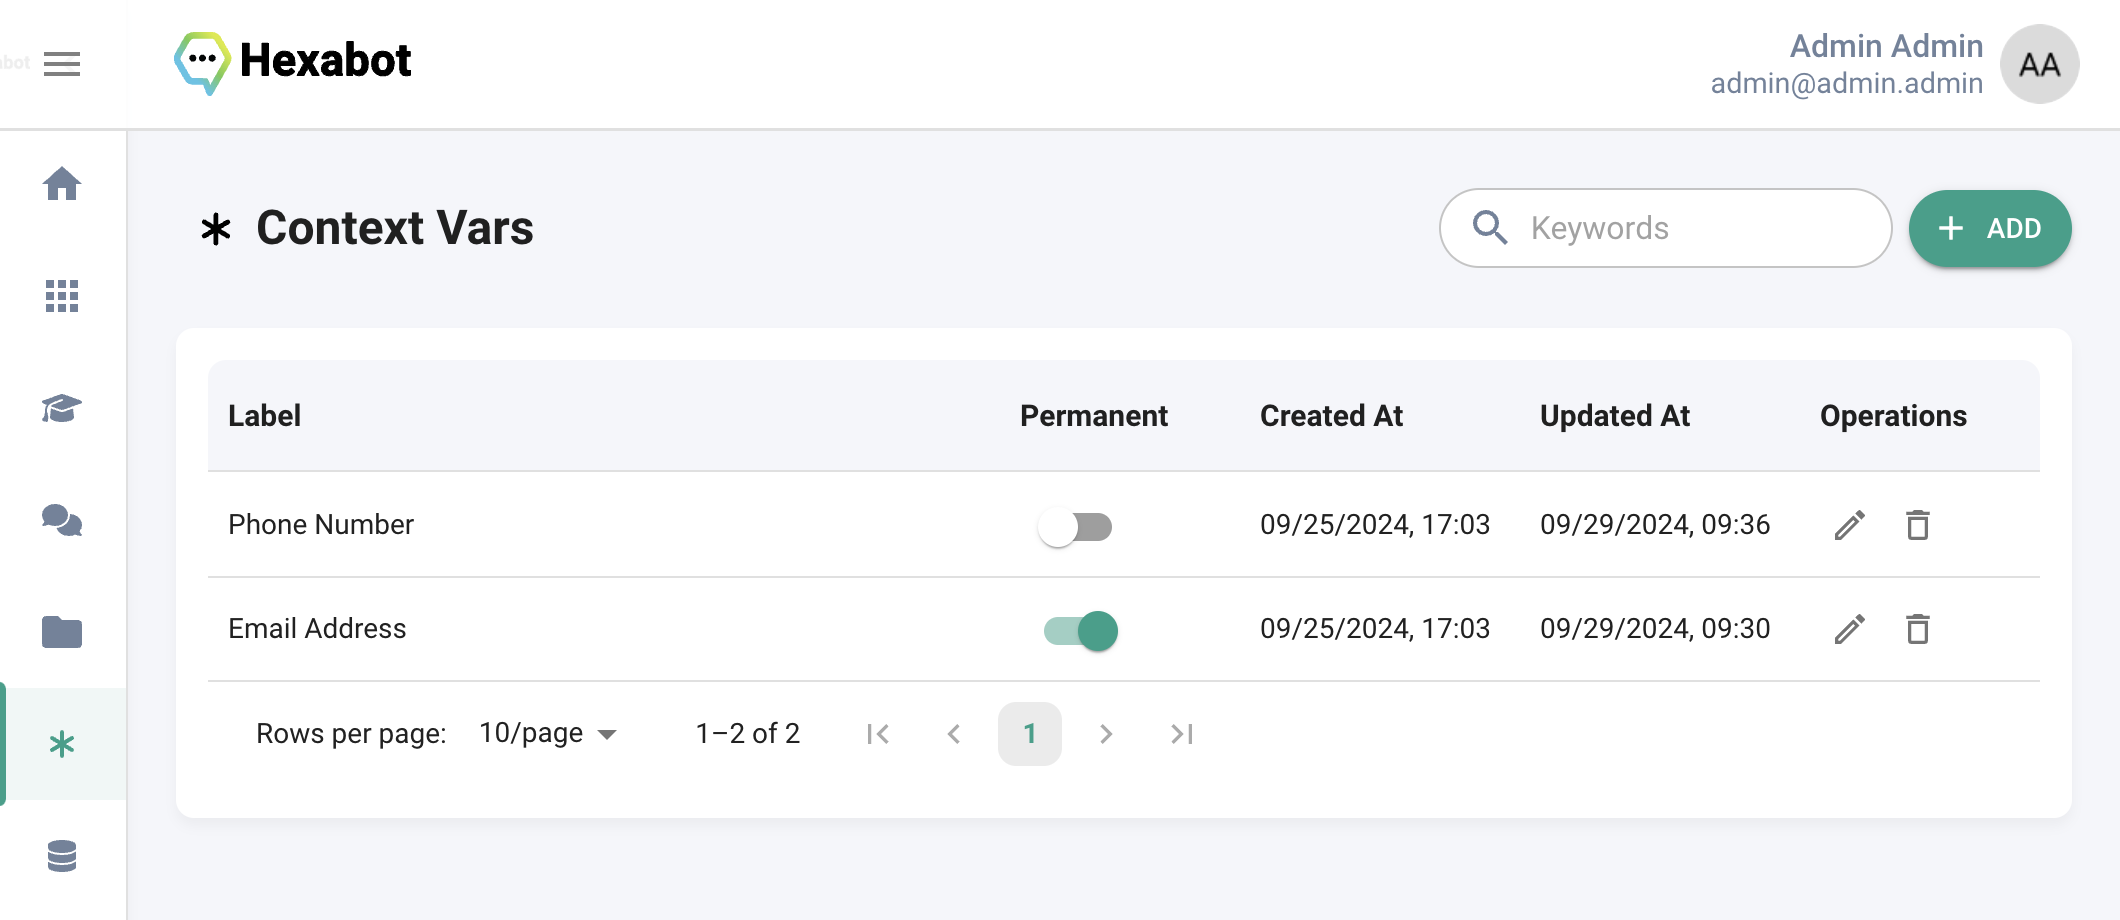 bot
Hexabot
Admin Admin
admin@admin.admin
AA
Context Vars
Keywords
+ ADD
Label Permanent Created At Updated At Operations
Phone Number 09/25/2024, 17:03 09/29/2024, 09:36
Email Address 09/25/2024, 17:03 09/29/2024, 09:30
Rows per page: 10/page 1–2 of 2 1